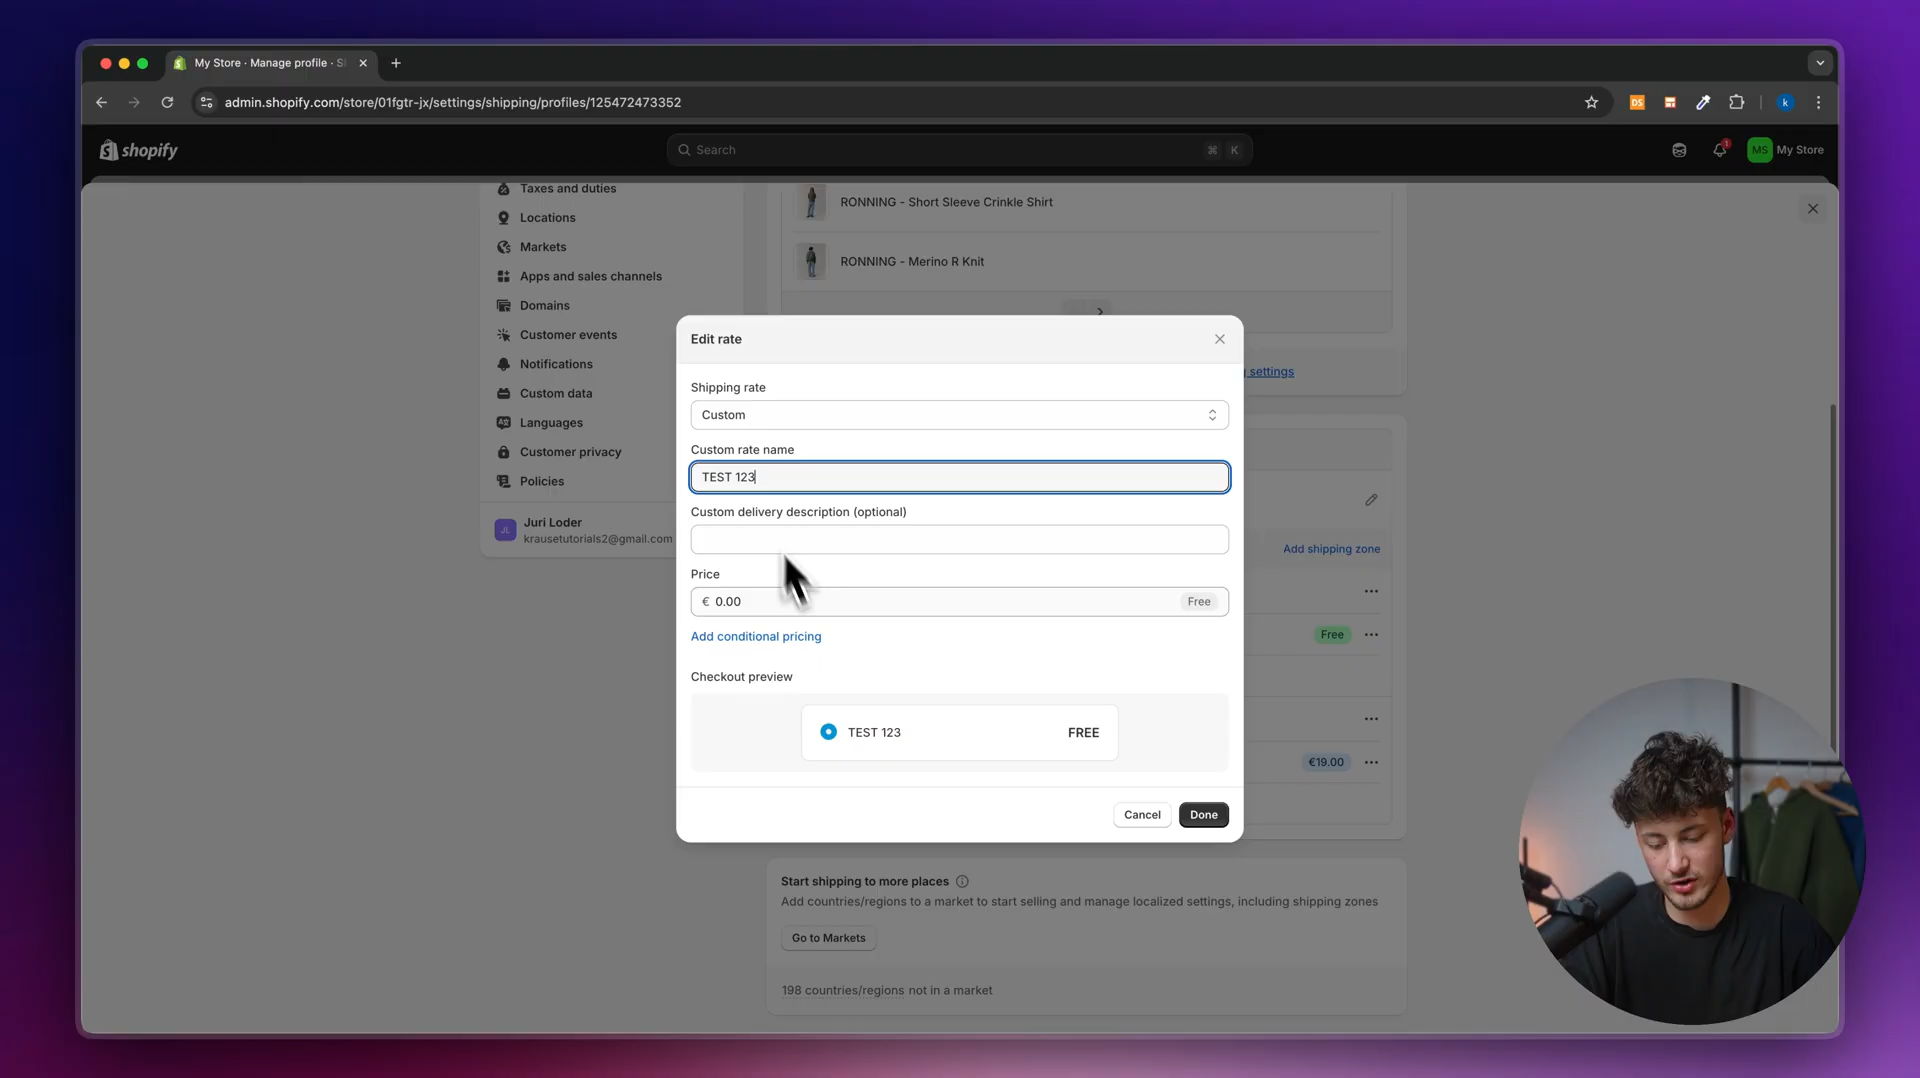 My Store · Manage profile · S
admin.shopify.com/store/01fgtr-jx/settings/shipping/profiles/125472473352
DS
k
shopify
Search
⌘ K
1
MS My Store
Taxes and duties
Locations
Markets
Apps and sales channels
Domains
Customer events
Notifications
Custom data
Languages
Customer privacy
Policies
JL
Juri Loder
krausetutorials2@gmail.com
RONNING - Short Sleeve Crinkle Shirt
RONNING - Merino R Knit
settings
Edit rate
Shipping rate
Custom
Custom rate name
TEST 123
Custom delivery description (optional)
Price
€ 0.00
Free
Add conditional pricing
Checkout preview
TEST 123
FREE
Cancel
Done
Add shipping zone
Free
€19.00
Start shipping to more places
Add countries/regions to a market to start selling and manage localized settings, including shipping zones
Go to Markets
198 countries/regions not in a market